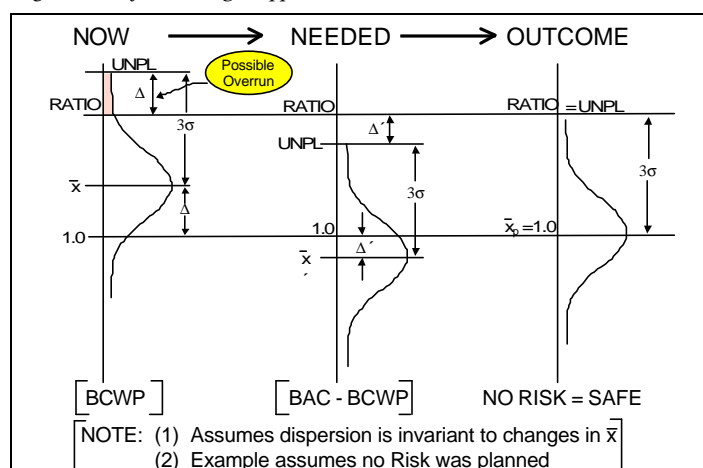 NOW NEEDED OUTCOME
UNPL
Possible
Overrun
Δ
RATIO RATIO RATIO = UNPL
Δ´
3σ UNPL
3σ 3σ
x̄
Δ
1.0 1.0 x̄p = 1.0
Δ´
x̄ ´
[BCWP] [BAC - BCWP] NO RISK = SAFE
NOTE: (1) Assumes dispersion is invariant to changes in x̄
(2) Example assumes no Risk was planned